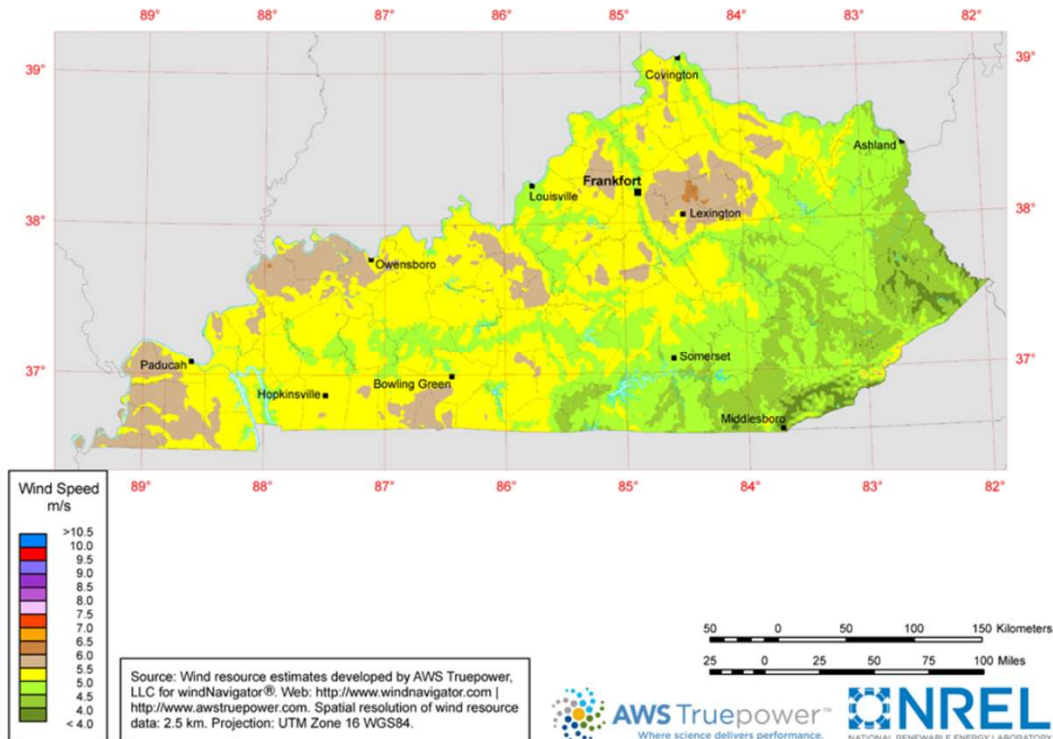 89° 88° 87° 86° 85° 84° 83° 82°
39° 39°
Covington
Ashland
Frankfort
Louisville
Lexington
38° 38°
Owensboro
Somerset
37° 37°
Paducah
Bowling Green
Hopkinsville
Middlesboro
89° 88° 87° 86° 85° 84° 83° 82°
Wind Speed
m/s
>10.5
10.0
9.5
9.0
8.5
8.0
7.5
7.0
6.5
6.0
5.5
5.0
4.5
4.0
< 4.0
50 0 50 100 150 Kilometers
25 0 25 50 75 100 Miles
Source: Wind resource estimates developed by AWS Truepower,
LLC for windNavigator®. Web: http://www.windnavigator.com |
http://www.awstruepower.com. Spatial resolution of wind resource
data: 2.5 km. Projection: UTM Zone 16 WGS84.
AWS Truepower™
Where science delivers performance.
NREL
NATIONAL RENEWABLE ENERGY LABORATORY